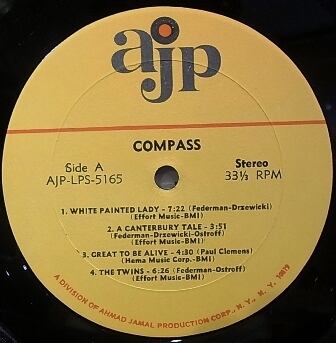 ajp
COMPASS
Side A
AJP-LPS-5165
Stereo
33⅓ RPM
1. WHITE PAINTED LADY - 7:22 (Federman-Drzewicki)
(Effort Music-BMI)
2. A CANTERBURY TALE - 3:51
(Federman-Drzewicki-Ostroff)
(Effort Music-BMI)
3. GREAT TO BE ALIVE - 4:30 (Paul Clemens)
(Hema Music Corp.-BMI)
4. THE TWINS - 6:26 (Federman-Ostroff)
(Effort Music-BMI)
A DIVISION OF AHMAD JAMAL PRODUCTION CORP., N. Y., N. Y. 10019